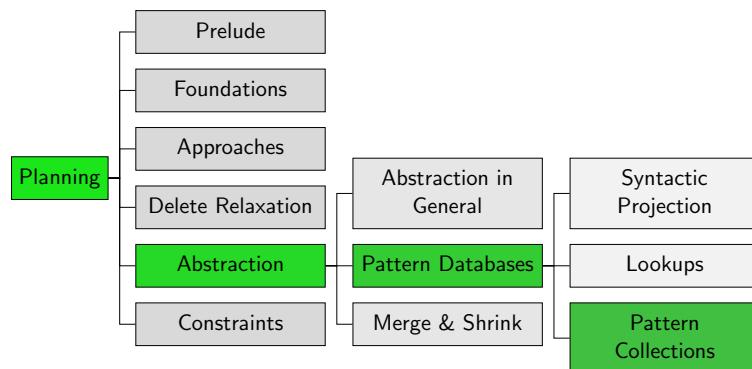 Planning
Prelude
Foundations
Approaches
Delete Relaxation
Abstraction
Constraints
Abstraction in
General
Pattern Databases
Merge & Shrink
Syntactic
Projection
Lookups
Pattern
Collections